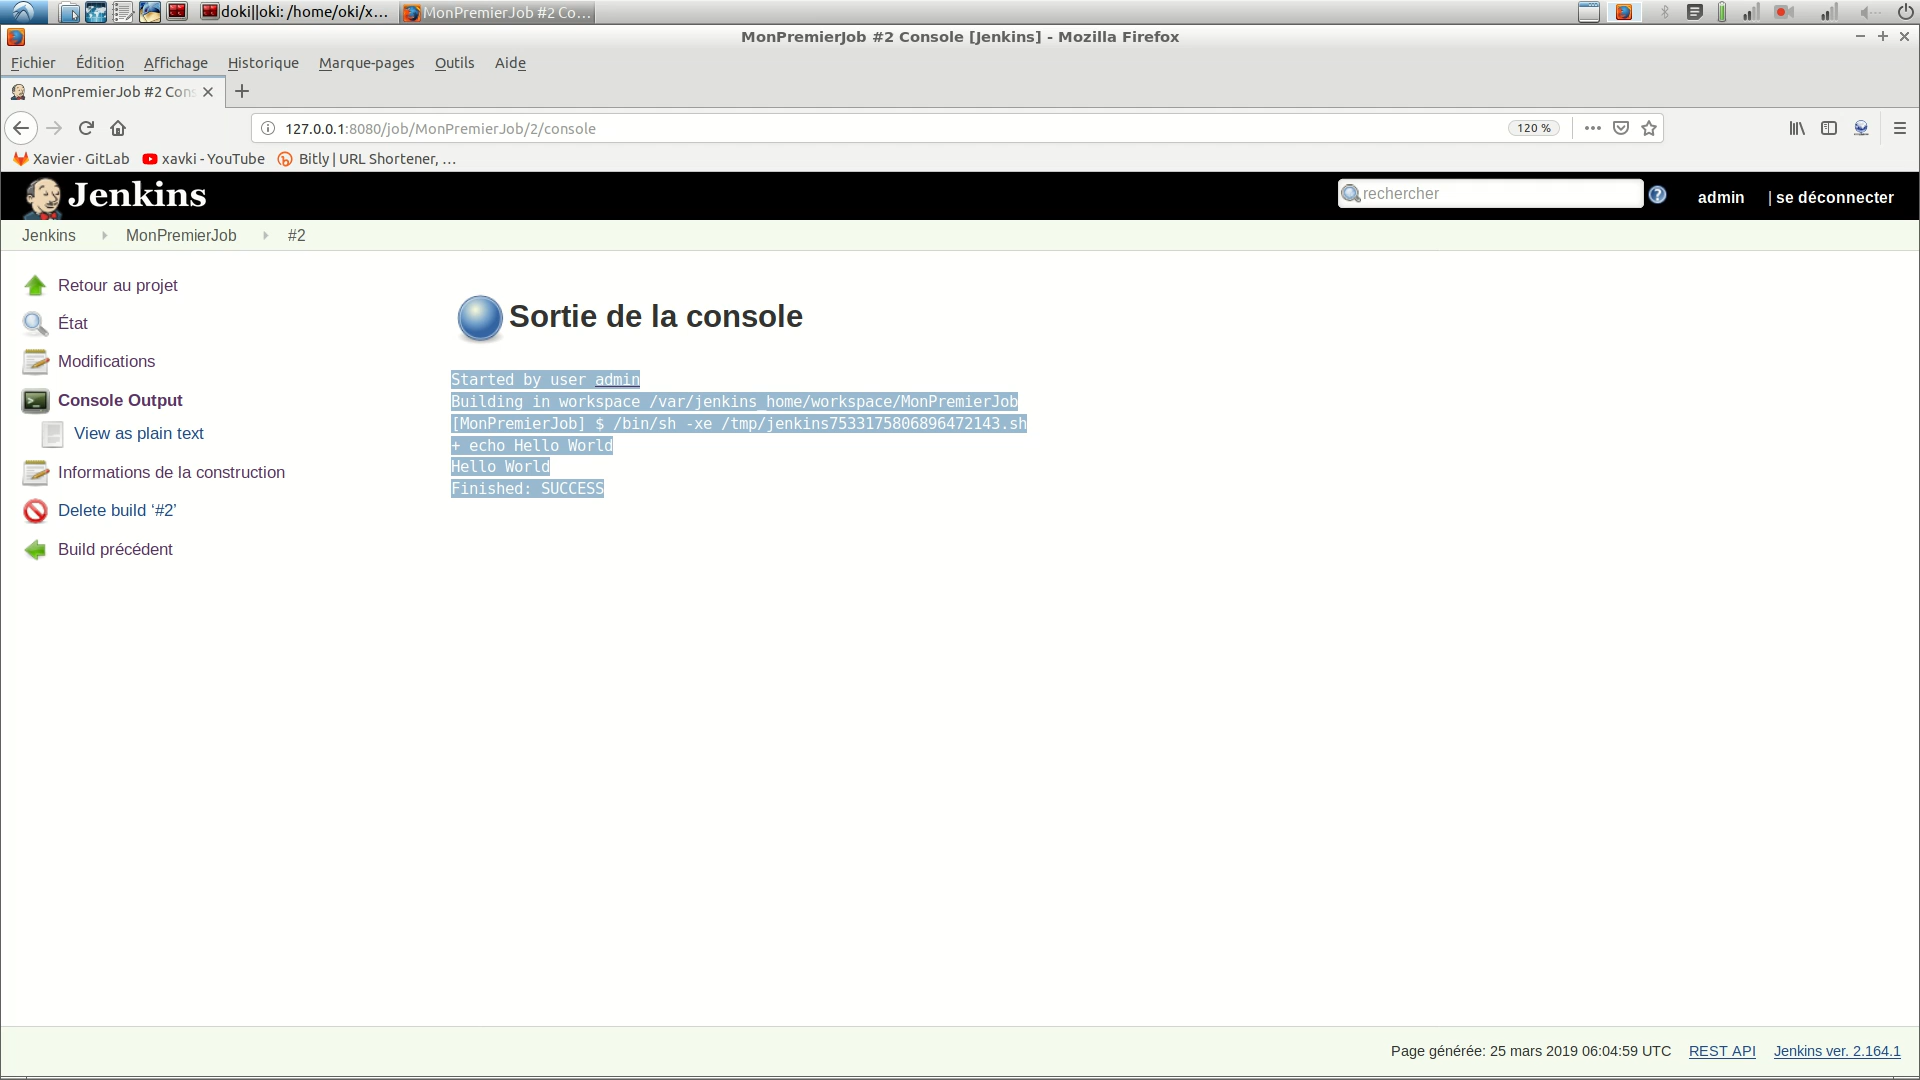 doki||oki: /home/oki/x...
MonPremierJob #2 Co...
MonPremierJob #2 Console [Jenkins] - Mozilla Firefox
Fichier Édition Affichage Historique Marque-pages Outils Aide
MonPremierJob #2 Cons
127.0.0.1:8080/job/MonPremierJob/2/console
120 %
Xavier · GitLab
xavki - YouTube
Bitly | URL Shortener, ...
Jenkins
rechercher
admin
| se déconnecter
Jenkins MonPremierJob #2
Retour au projet
État
Modifications
Console Output
View as plain text
Informations de la construction
Delete build ‘#2’
Build précédent
Sortie de la console
Started by user admin
Building in workspace /var/jenkins_home/workspace/MonPremierJob
[MonPremierJob] $ /bin/sh -xe /tmp/jenkins7533175806896472143.sh
+ echo Hello World
Hello World
Finished: SUCCESS
Page générée: 25 mars 2019 06:04:59 UTC REST API Jenkins ver. 2.164.1